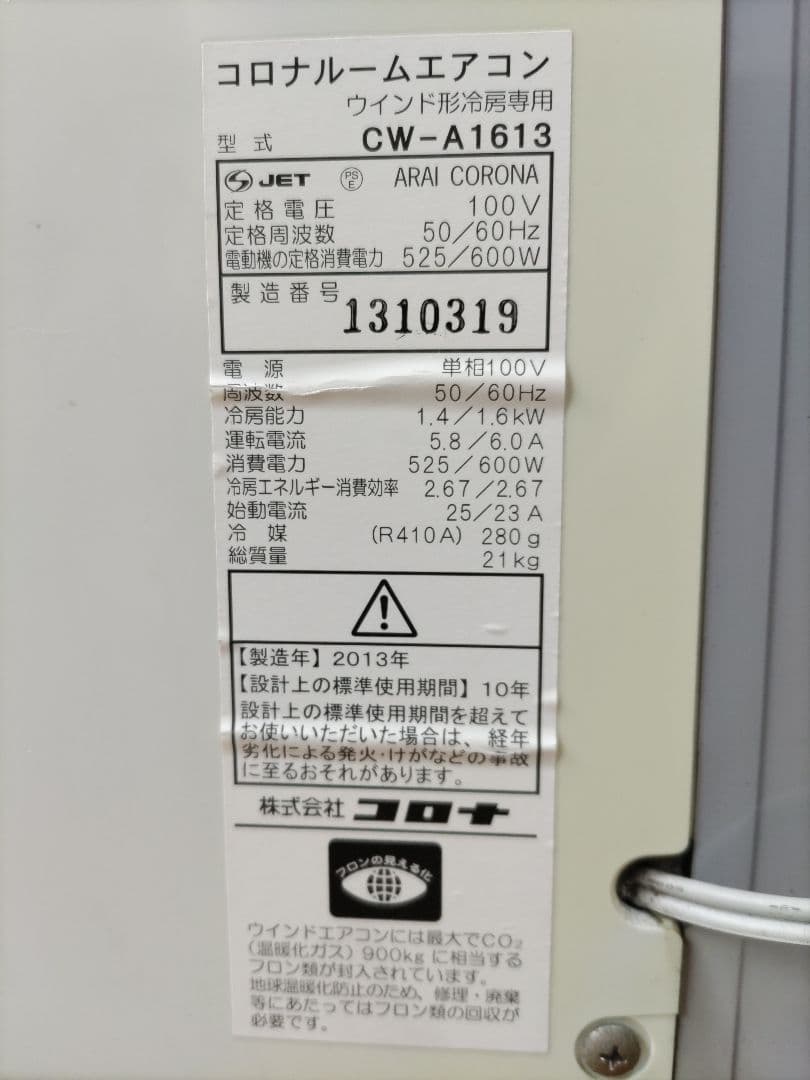 コロナルームエアコン
ウインド形冷房専用
型式 CW-A1613
JET PSE ARAI CORONA
定格電圧 100V
定格周波数 50/60Hz
電動機の定格消費電力 525/600W
製造番号 1310319
電源 単相100V
周波数 50/60Hz
冷房能力 1.4/1.6kW
運転電流 5.8/6.0A
消費電力 525/600W
冷房エネルギー消費効率 2.67/2.67
始動電流 25/23A
冷媒 (R410A) 280g
総質量 21kg
【製造年】2013年
【設計上の標準使用期間】10年
設計上の標準使用期間を超えて
お使いいただいた場合は、経年
劣化による発火・けがなどの事故
に至るおそれがあります。
株式会社 コロナ
フロンの見える化
ウインドエアコンには最大でCO₂
(温暖化ガス)900kgに相当する
フロン類が封入されています。
地球温暖化防止のため、修理・廃棄
等にあたってはフロン類の回収が
必要です。